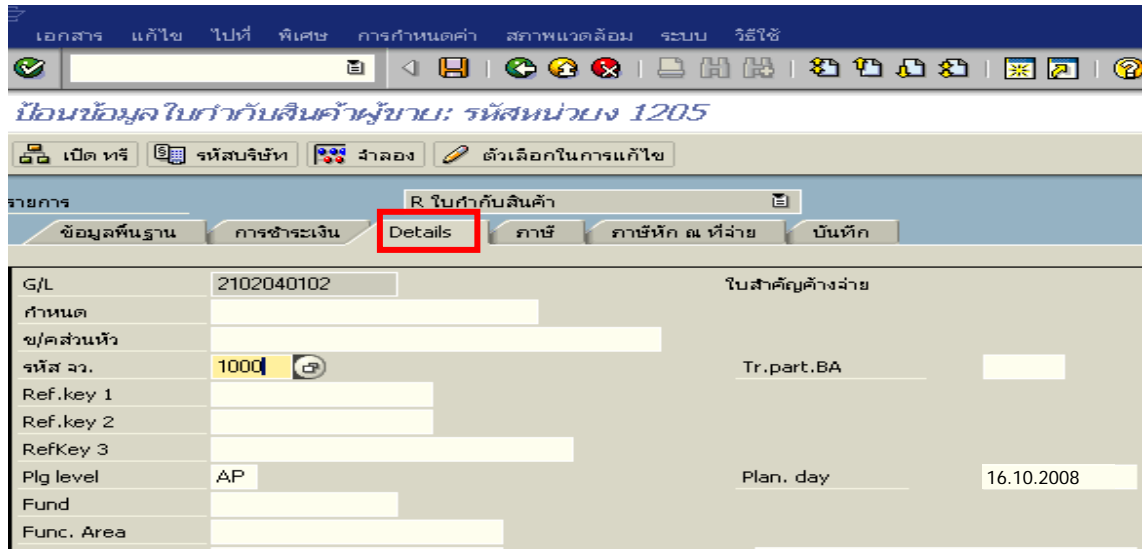 เอกสาร แก้ไข ไปที่ พิเศษ การกำหนดค่า สภาพแวดล้อม ระบบ วิธีใช้
ป้อนข้อมูลใบกำกับสินค้าผู้ขาย: รหัสหน่วยง 1205
เปิด ทรี รหัสบริษัท จำลอง ตัวเลือกในการแก้ไข
รายการ R ใบกำกับสินค้า
ข้อมูลพื้นฐาน การชำระเงิน Details ภาษี ภาษีหัก ณ ที่จ่าย บันทึก
G/L 2102040102 ใบสำคัญค้างจ่าย
กำหนด
ข/คส่วนหัว
รหัส จว. 1000 Tr.part.BA
Ref.key 1
Ref.key 2
RefKey 3
Plg level AP Plan. day 16.10.2008
Fund
Func. Area